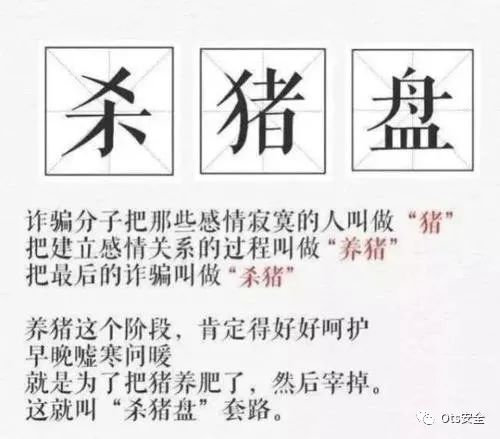 杀猪盘
诈骗分子把那些感情寂寞的人叫做“猪”
把建立感情关系的过程叫做“养猪”
把最后的诈骗叫做“杀猪”
养猪这个阶段，肯定得好好呵护
早晚嘘寒问暖
就是为了把猪养肥了，然后宰掉。
这就叫“杀猪盘”套路。
Ots安全